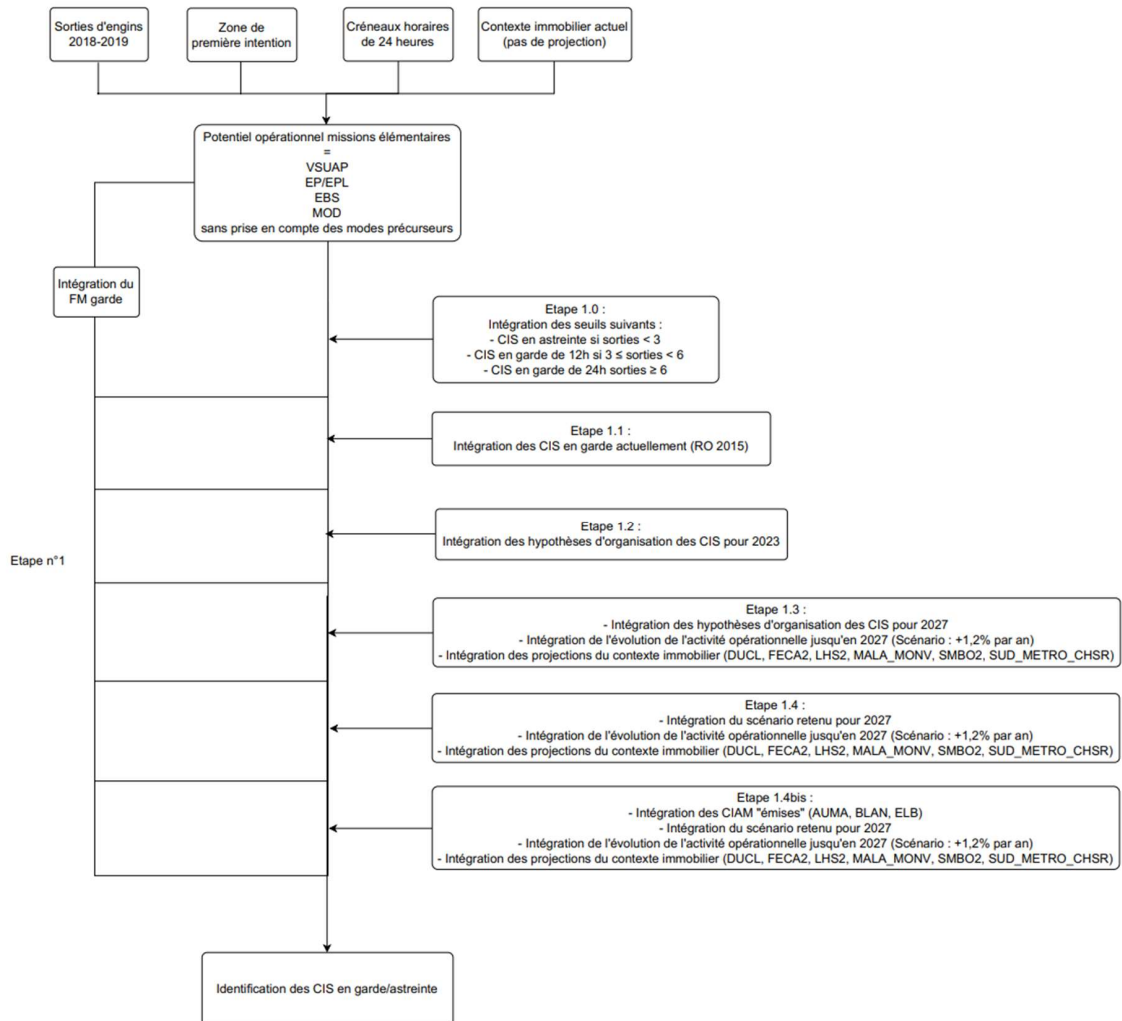 Sorties d'engins
2018-2019
Zone de
première intention
Créneaux horaires
de 24 heures
Contexte immobilier actuel
(pas de projection)
Potentiel opérationnel missions élémentaires
=
VSUAP
EP/EPL
EBS
MOD
sans prise en compte des modes précurseurs
Intégration du
FM garde
Etape 1.0 :
Intégration des seuils suivants :
- CIS en astreinte si sorties < 3
- CIS en garde de 12h si 3 ≤ sorties < 6
- CIS en garde de 24h sorties ≥ 6
Etape 1.1 :
Intégration des CIS en garde actuellement (RO 2015)
Etape 1.2 :
Intégration des hypothèses d'organisation des CIS pour 2023
Etape n°1
Etape 1.3 :
- Intégration des hypothèses d'organisation des CIS pour 2027
- Intégration de l'évolution de l'activité opérationnelle jusqu'en 2027 (Scénario : +1,2% par an)
- Intégration des projections du contexte immobilier (DUCL, FECA2, LHS2, MALA_MONV, SMBO2, SUD_METRO_CHSR)
Etape 1.4 :
- Intégration du scénario retenu pour 2027
- Intégration de l'évolution de l'activité opérationnelle jusqu'en 2027 (Scénario : +1,2% par an)
- Intégration des projections du contexte immobilier (DUCL, FECA2, LHS2, MALA_MONV, SMBO2, SUD_METRO_CHSR)
Etape 1.4bis :
- Intégration des CIAM "émises" (AUMA, BLAN, ELB)
- Intégration du scénario retenu pour 2027
- Intégration de l'évolution de l'activité opérationnelle jusqu'en 2027 (Scénario : +1,2% par an)
- Intégration des projections du contexte immobilier (DUCL, FECA2, LHS2, MALA_MONV, SMBO2, SUD_METRO_CHSR)
Identification des CIS en garde/astreinte